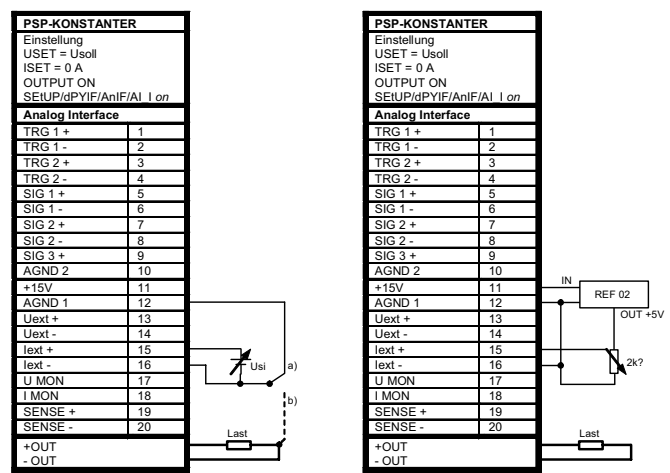 PSP-KONSTANTER
Einstellung
USET = Usoll
ISET = 0 A
OUTPUT ON
SEtUP/dPYIF/AnIF/AI_I on
Analog Interface
TRG 1 + 1
TRG 1 - 2
TRG 2 + 3
TRG 2 - 4
SIG 1 + 5
SIG 1 - 6
SIG 2 + 7
SIG 2 - 8
SIG 3 + 9
AGND 2 10
+15V 11
AGND 1 12
Uext + 13
Uext - 14
Iext + 15
Iext - 16
U MON 17
I MON 18
SENSE + 19
SENSE - 20
+OUT
- OUT
Usi
a)
b)
Last
PSP-KONSTANTER
Einstellung
USET = Usoll
ISET = 0 A
OUTPUT ON
SEtUP/dPYIF/AnIF/AI_I on
Analog Interface
TRG 1 + 1
TRG 1 - 2
TRG 2 + 3
TRG 2 - 4
SIG 1 + 5
SIG 1 - 6
SIG 2 + 7
SIG 2 - 8
SIG 3 + 9
AGND 2 10
+15V 11
AGND 1 12
Uext + 13
Uext - 14
Iext + 15
Iext - 16
U MON 17
I MON 18
SENSE + 19
SENSE - 20
+OUT
- OUT
IN
REF 02
OUT +5V
2k?
Last